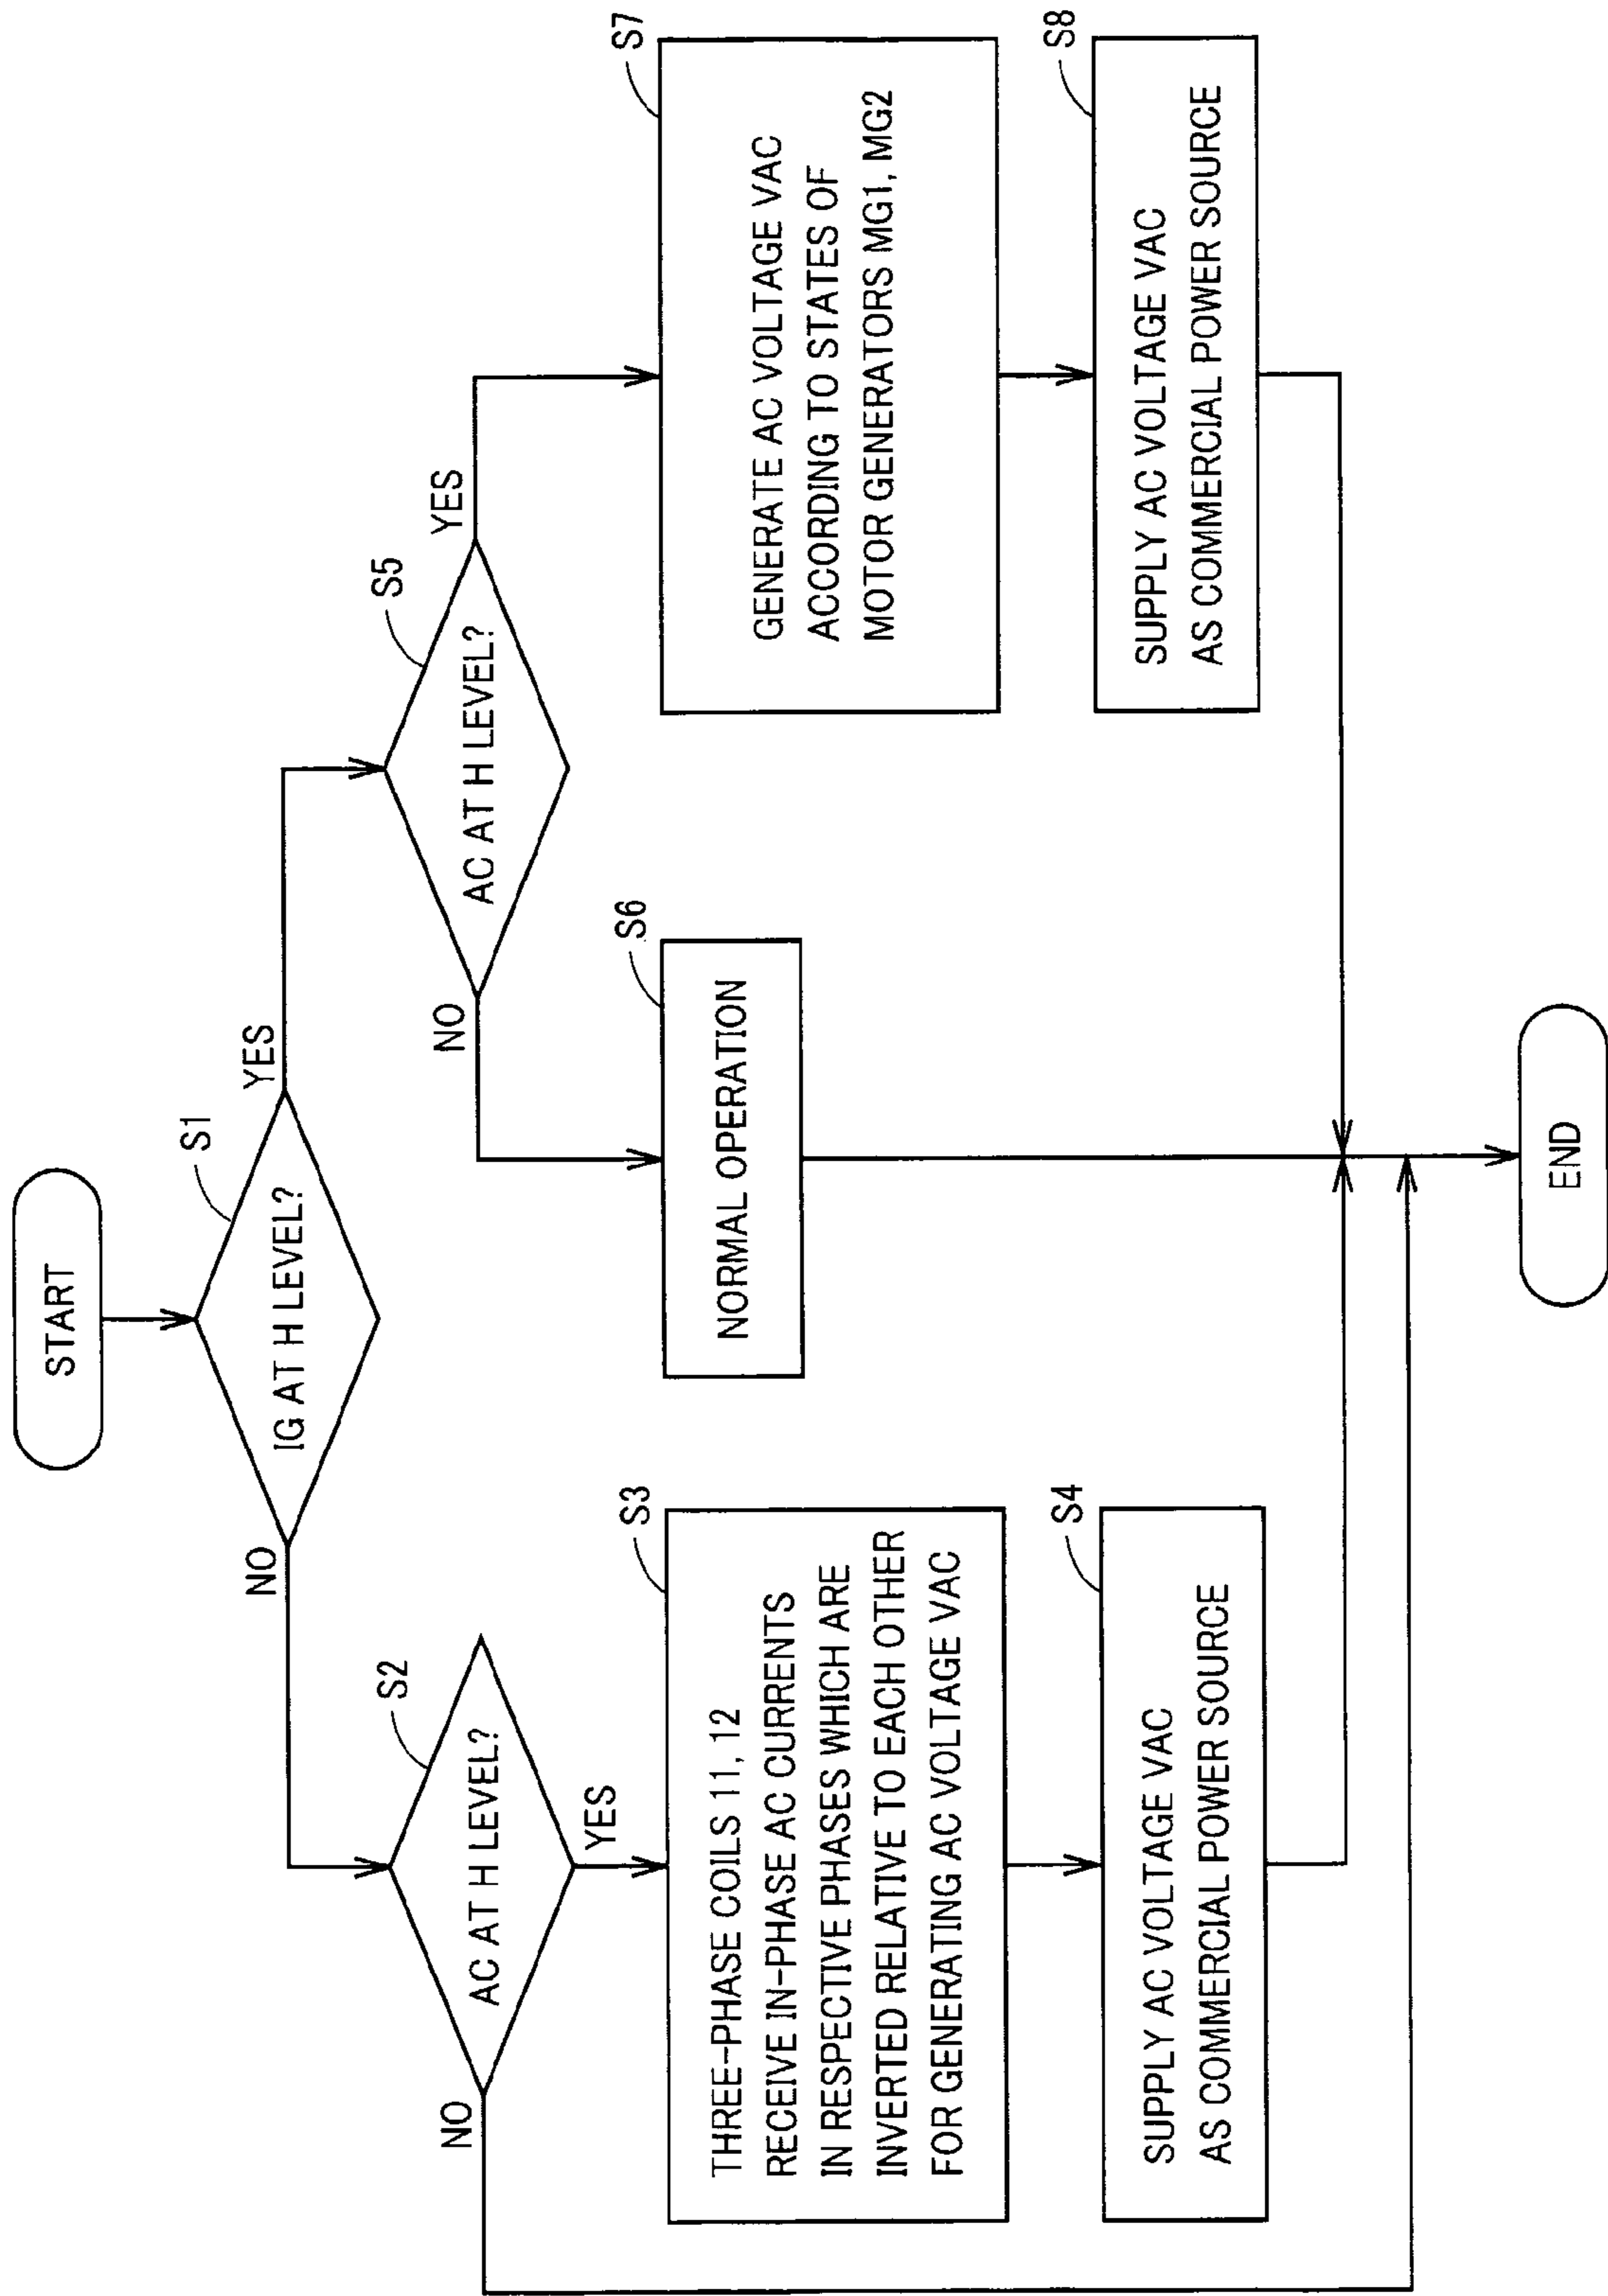 START
S1
IG AT H LEVEL?
NO
YES
S2
AC AT H LEVEL?
NO
YES
S5
AC AT H LEVEL?
NO
YES
S3
THREE-PHASE COILS 11, 12
RECEIVE IN-PHASE AC CURRENTS
IN RESPECTIVE PHASES WHICH ARE
INVERTED RELATIVE TO EACH OTHER
FOR GENERATING AC VOLTAGE VAC
S6
NORMAL OPERATION
S7
GENERATE AC VOLTAGE VAC
ACCORDING TO STATES OF
MOTOR GENERATORS MG1, MG2
S4
SUPPLY AC VOLTAGE VAC
AS COMMERCIAL POWER SOURCE
S8
SUPPLY AC VOLTAGE VAC
AS COMMERCIAL POWER SOURCE
END